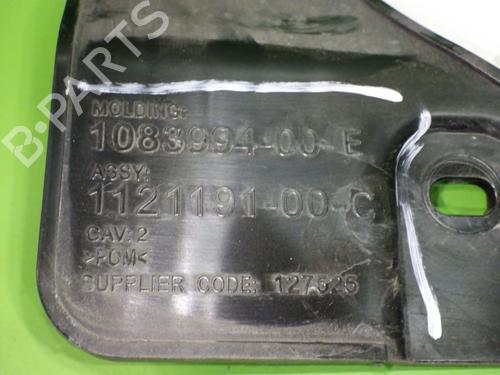 B-PARTS
MOLDING:
1083994-00-E
ASSY:
1121191-00-C
CAV: 2
>POM<
SUPPLIER CODE: 127525